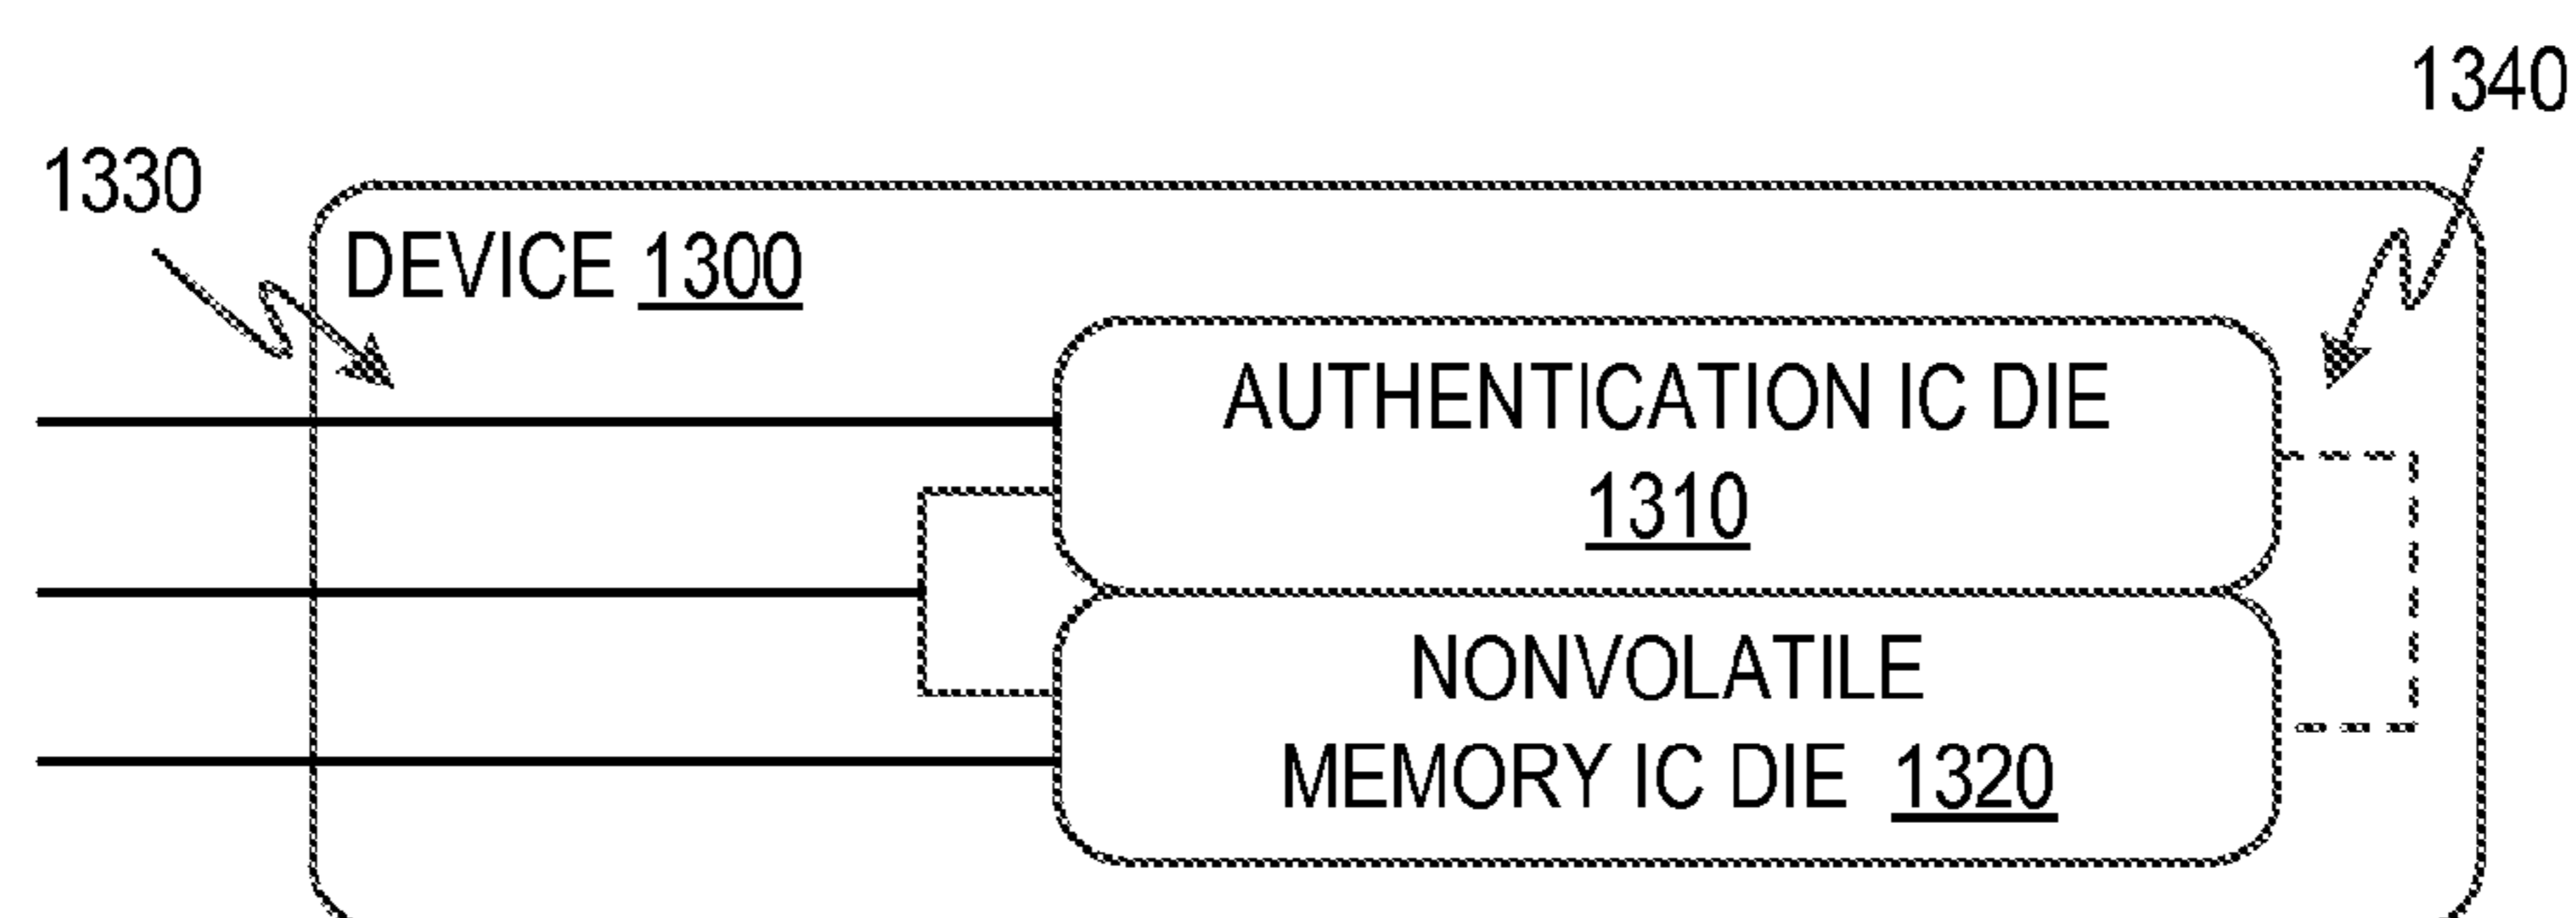 1340
1330
DEVICE 1300
AUTHENTICATION IC DIE
1310
NONVOLATILE
MEMORY IC DIE 1320